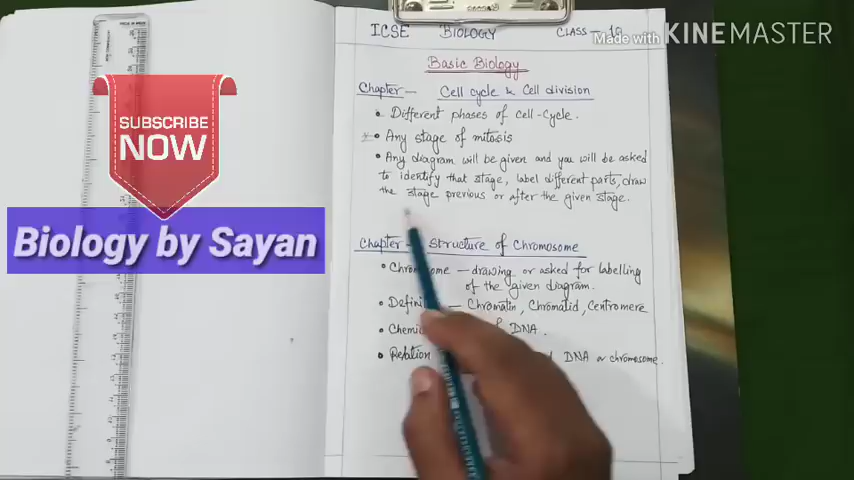 ICSE BIOLOGY CLASS - 10
Made with KINEMASTER
Basic Biology
Chapter - Cell cycle & Cell division
• Different phases of cell-cycle.
• Any stage of mitosis
• Any diagram will be given and you will be asked
to identify that stage, label different parts, draw
the stage previous or after the given stage.
SUBSCRIBE
NOW
Biology by Sayan
Chapter - Structure of Chromosome
• drawing or asked for labelling
of the given diagram.
• Chromatin, Chromatid, Centromere
• of DNA.
• Relation DNA or chromosome.